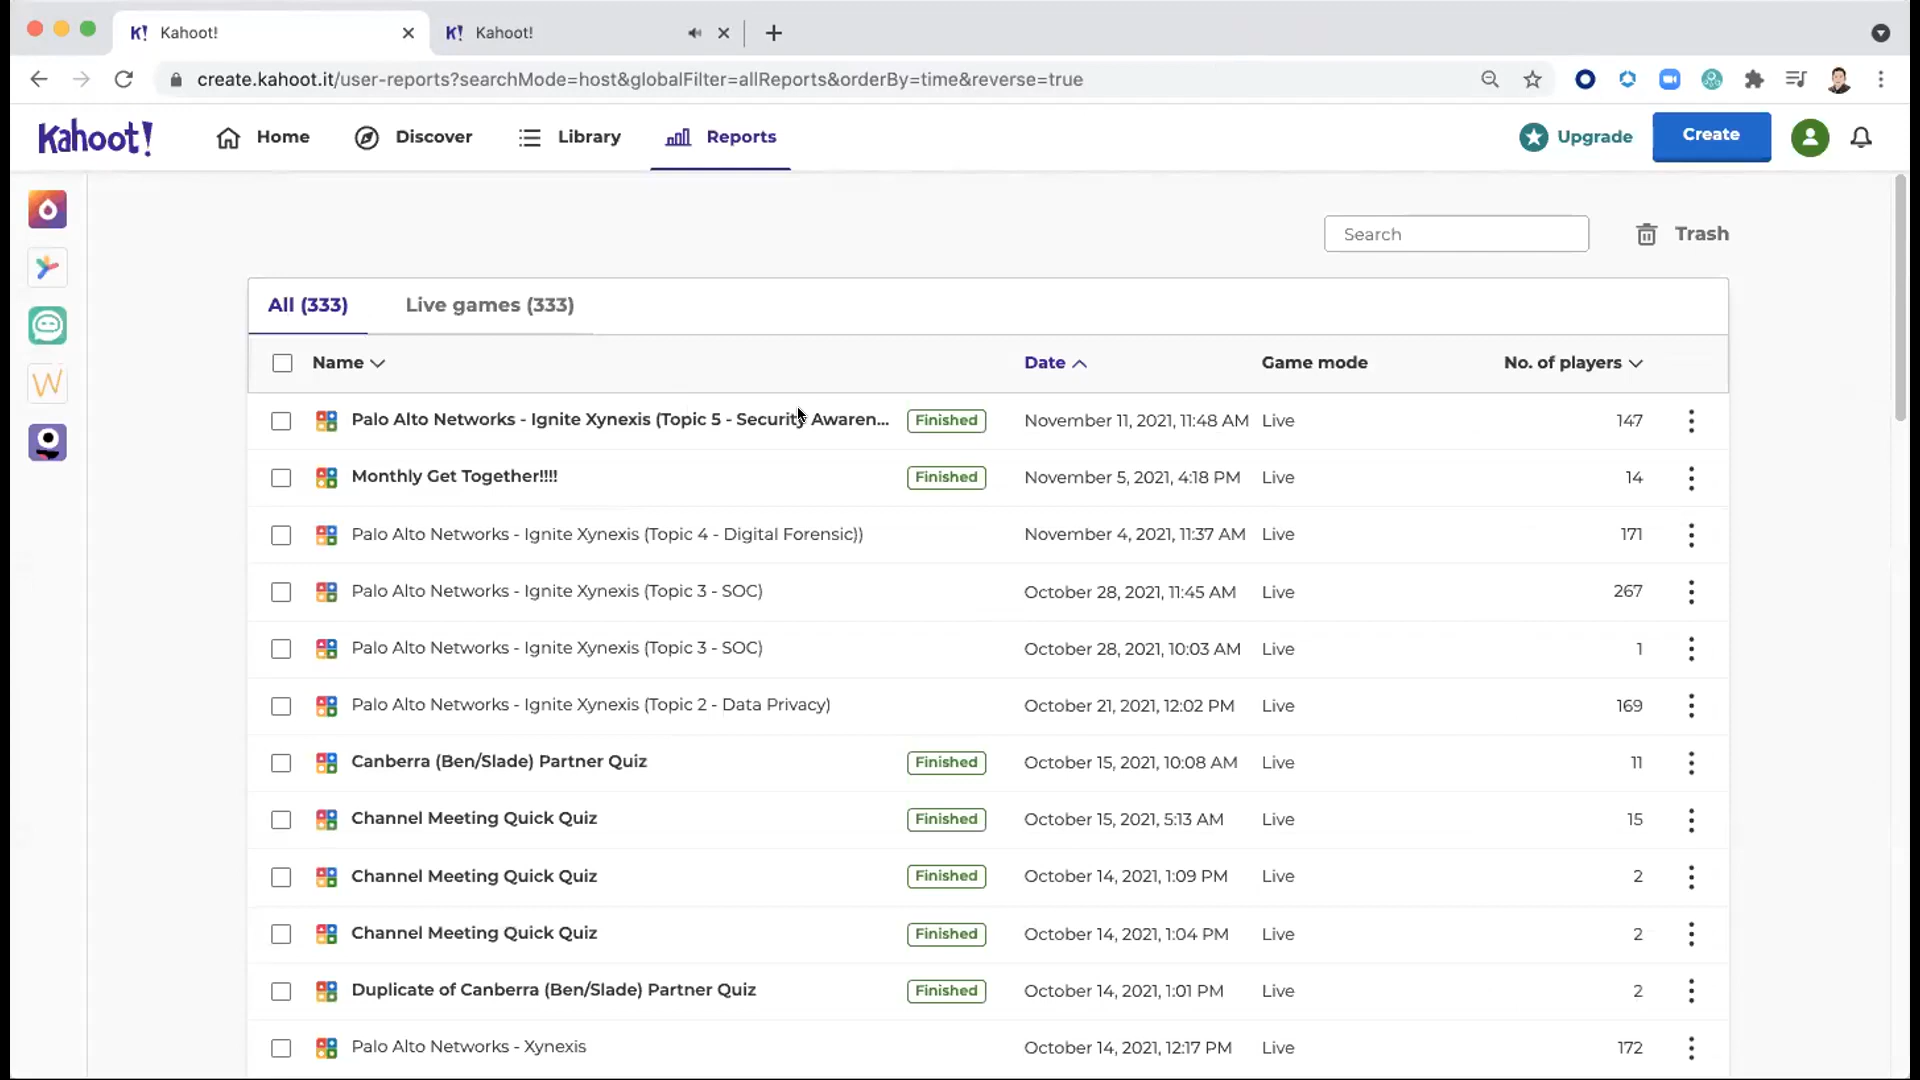 Kahoot!
Kahoot!
create.kahoot.it/user-reports?searchMode=host&globalFilter=allReports&orderBy=time&reverse=true
Kahoot! Home Discover Library Reports Upgrade Create
Search Trash
All (333) Live games (333)
Name Date Game mode No. of players
Palo Alto Networks - Ignite Xynexis (Topic 5 - Security Awaren... Finished November 11, 2021, 11:48 AM Live 147
Monthly Get Together!!!! Finished November 5, 2021, 4:18 PM Live 14
Palo Alto Networks - Ignite Xynexis (Topic 4 - Digital Forensic)) November 4, 2021, 11:37 AM Live 171
Palo Alto Networks - Ignite Xynexis (Topic 3 - SOC) October 28, 2021, 11:45 AM Live 267
Palo Alto Networks - Ignite Xynexis (Topic 3 - SOC) October 28, 2021, 10:03 AM Live 1
Palo Alto Networks - Ignite Xynexis (Topic 2 - Data Privacy) October 21, 2021, 12:02 PM Live 169
Canberra (Ben/Slade) Partner Quiz Finished October 15, 2021, 10:08 AM Live 11
Channel Meeting Quick Quiz Finished October 15, 2021, 5:13 AM Live 15
Channel Meeting Quick Quiz Finished October 14, 2021, 1:09 PM Live 2
Channel Meeting Quick Quiz Finished October 14, 2021, 1:04 PM Live 2
Duplicate of Canberra (Ben/Slade) Partner Quiz Finished October 14, 2021, 1:01 PM Live 2
Palo Alto Networks - Xynexis October 14, 2021, 12:17 PM Live 172